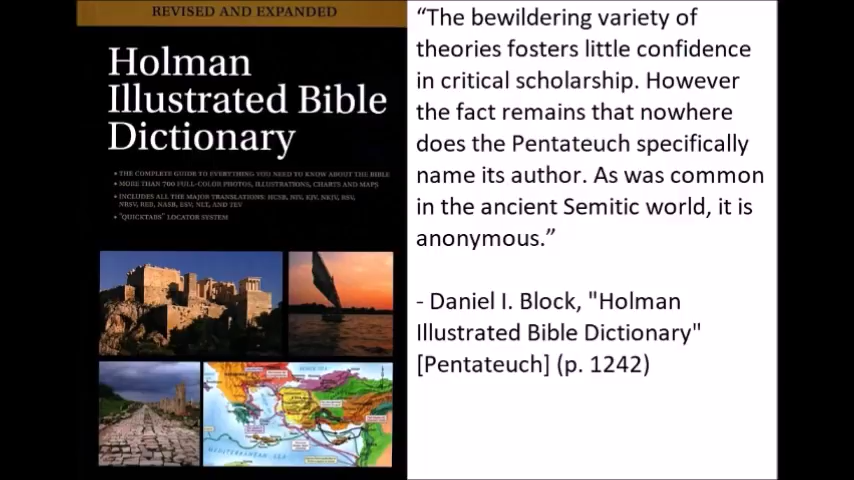 REVISED AND EXPANDED
Holman
Illustrated Bible
Dictionary
• THE COMPLETE GUIDE TO EVERYTHING YOU NEED TO KNOW ABOUT THE BIBLE
• MORE THAN 700 FULL-COLOR PHOTOS, ILLUSTRATIONS, CHARTS AND MAPS
• INCLUDES ALL THE MAJOR TRANSLATIONS: HCSB, NIV, KJV, NKJV, RSV,
NRSV, REB, NASB, ESV, NLT, AND TEV
• "QUICKTABS" LOCATOR SYSTEM
MEDITERRANEAN SEA
“The bewildering variety of
theories fosters little confidence
in critical scholarship. However
the fact remains that nowhere
does the Pentateuch specifically
name its author. As was common
in the ancient Semitic world, it is
anonymous.”
- Daniel I. Block, "Holman
Illustrated Bible Dictionary"
[Pentateuch] (p. 1242)